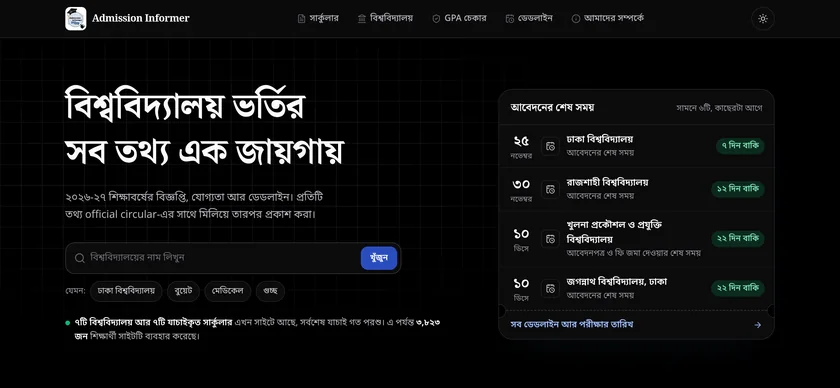 Admission Informer
সার্কুলার
বিশ্ববিদ্যালয়
GPA চেকার
ডেডলাইন
আমাদের সম্পর্কে
বিশ্ববিদ্যালয় ভর্তির
সব তথ্য এক জায়গায়
২০২৬-২৭ শিক্ষাবর্ষের বিজ্ঞপ্তি, যোগ্যতা আর ডেডলাইন। প্রতিটি
তথ্য official circular-এর সাথে মিলিয়ে তারপর প্রকাশ করা।
বিশ্ববিদ্যালয়ের নাম লিখুন
খুঁজুন
যেমন:
ঢাকা বিশ্ববিদ্যালয়
বুয়েট
মেডিকেল
গুচ্ছ
৭টি বিশ্ববিদ্যালয় আর ৭টি যাচাইকৃত সার্কুলার এখন সাইটে আছে, সর্বশেষ যাচাই গত পরশু। এ পর্যন্ত ৩,৮২৩
জন শিক্ষার্থী সাইটটি ব্যবহার করেছে।
আবেদনের শেষ সময়
সামনে ৬টি, কাছেরটা আগে
২৫
নভেম্বর
ঢাকা বিশ্ববিদ্যালয়
আবেদনের শেষ সময়
৭ দিন বাকি
৩০
নভেম্বর
রাজশাহী বিশ্ববিদ্যালয়
আবেদনের শেষ সময়
১২ দিন বাকি
১০
ডিসে
খুলনা প্রকৌশল ও প্রযুক্তি
বিশ্ববিদ্যালয়
আবেদনপত্র ও ফি জমা দেওয়ার শেষ সময়
২২ দিন বাকি
১০
ডিসে
জগন্নাথ বিশ্ববিদ্যালয়, ঢাকা
আবেদনের শেষ সময়
২২ দিন বাকি
সব ডেডলাইন আর পরীক্ষার তারিখ